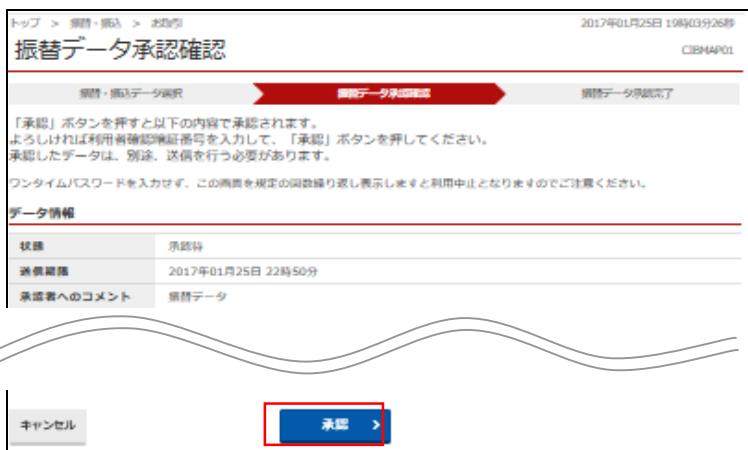 トップ > 振替・振込 > お取引
2017年01月25日 19時03分26秒
振替データ承認確認
CIBMAP01
振替・振込データ選択
振替データ承認確認
振替データ承認完了
「承認」ボタンを押すと以下の内容で承認されます。
よろしければ利用者確認暗証番号を入力して、「承認」ボタンを押してください。
承認したデータは、別途、送信を行う必要があります。
ワンタイムパスワードを入力せず、この画面を規定の回数繰り返し表示しますと利用中止となりますのでご注意ください。
データ情報
状態 承認待
送信期限 2017年01月25日 22時50分
承認者へのコメント 振替データ
キャンセル
承認 >